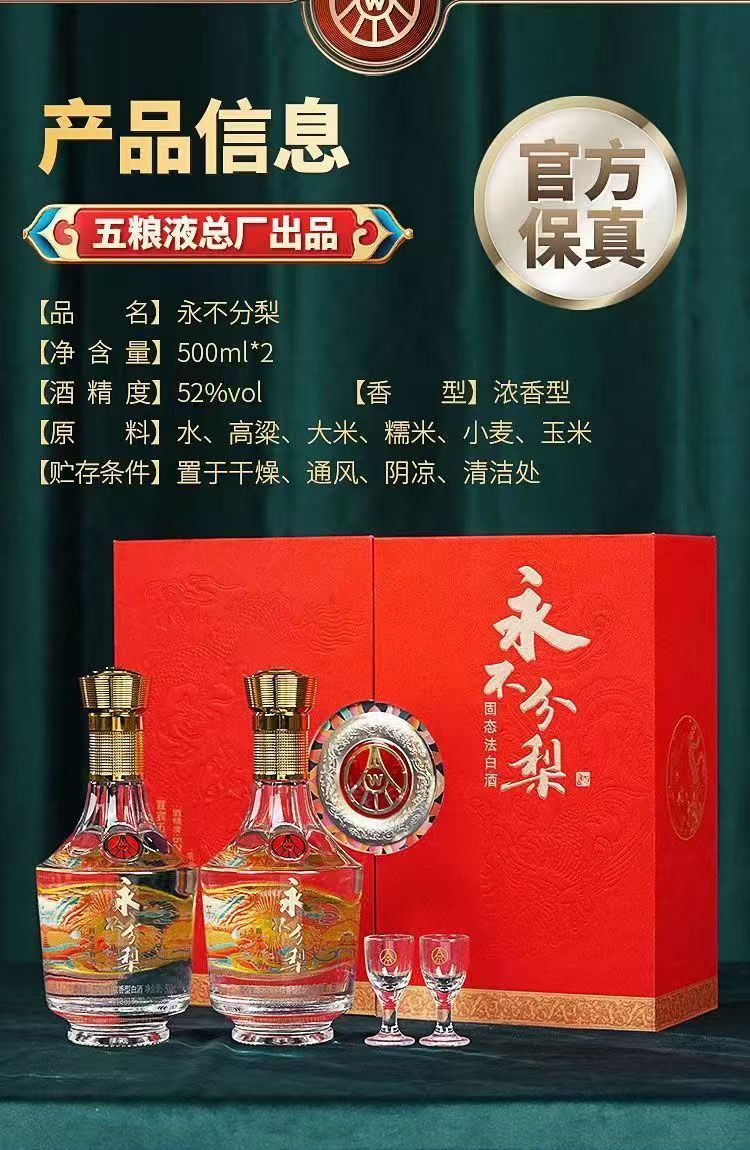 W
产品信息
官方
保真
五粮液总厂出品
【品 名】永不分梨
【净含量】500ml*2
【酒精度】52%vol 【香 型】浓香型
【原 料】水、高粱、大米、糯米、小麦、玉米
【贮存条件】置于干燥、通风、阴凉、清洁处
永不分梨
固态法白酒
W
永不分梨
永不分梨